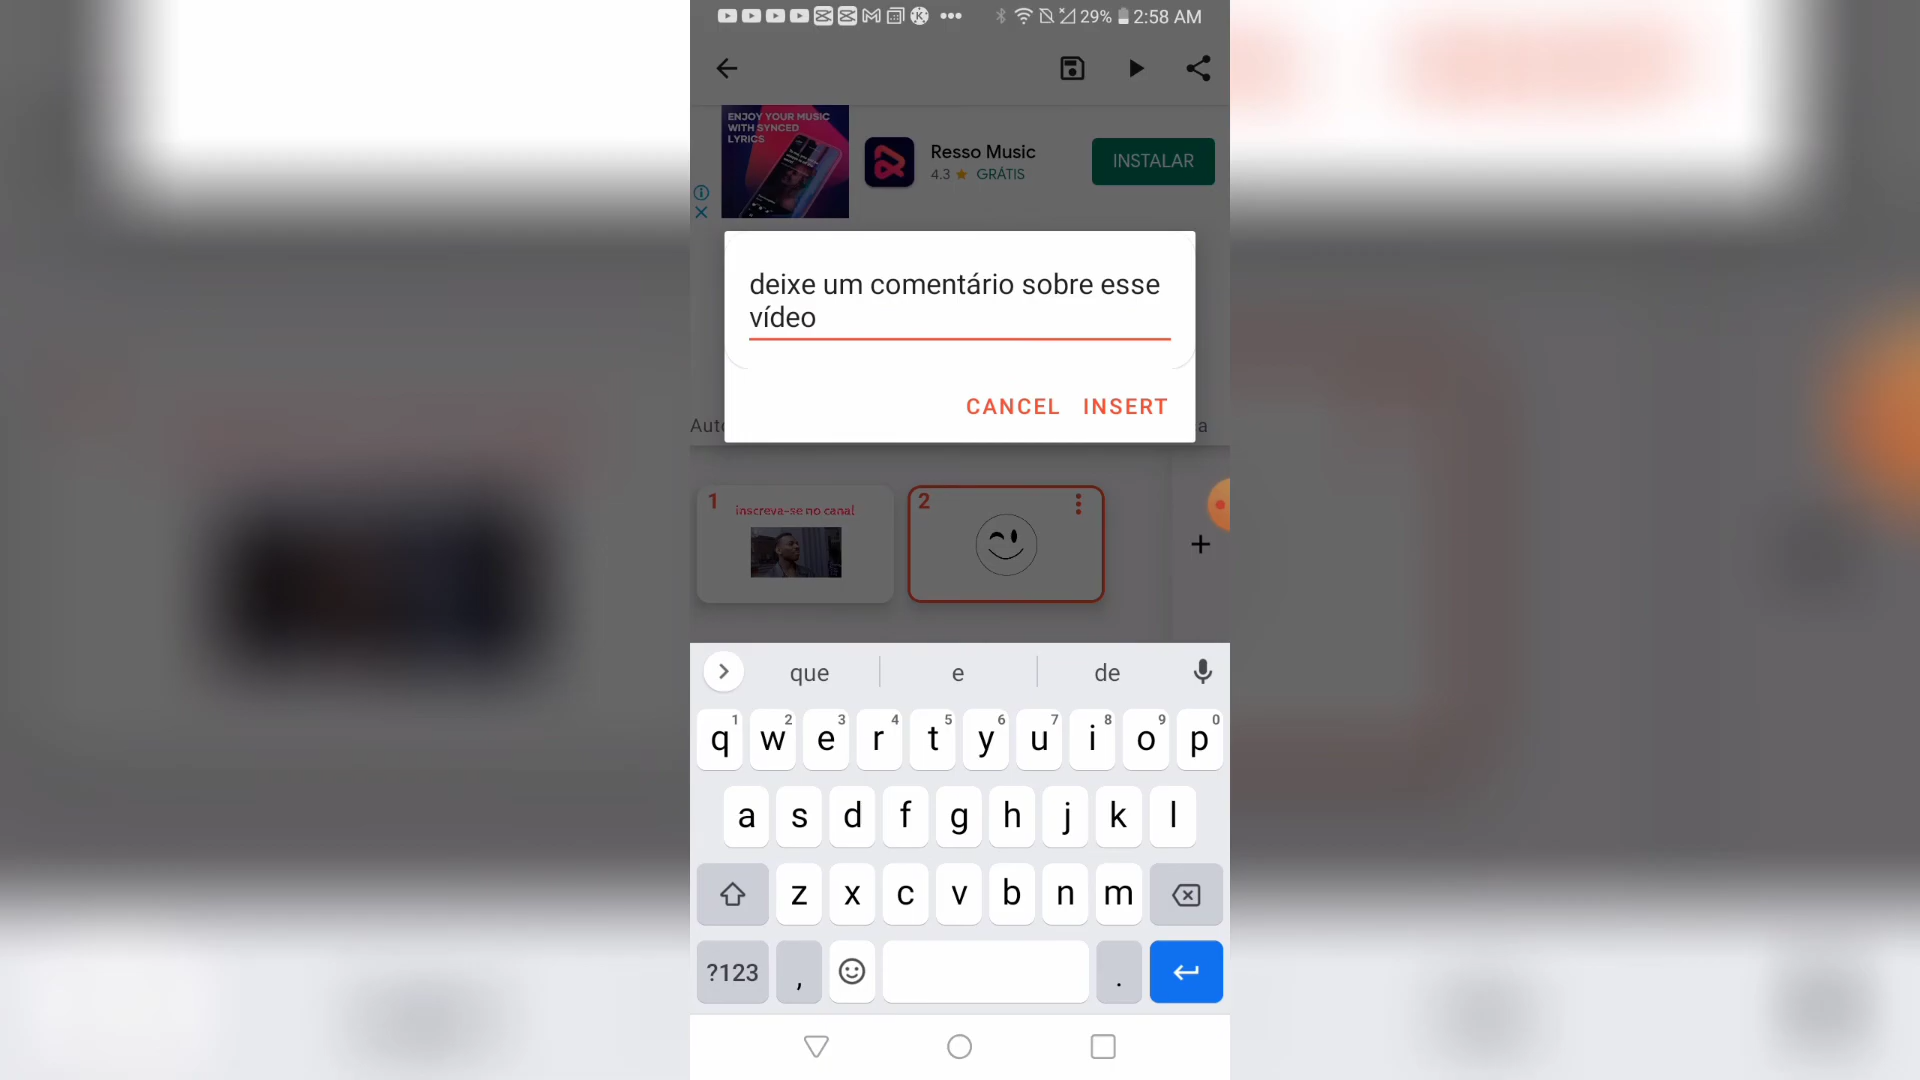 29% 2:58 AM
ENJOY YOUR MUSIC
WITH SYNCED
LYRICS
Resso Music
4.3 ★ GRÁTIS
INSTALAR
deixe um comentário sobre esse
vídeo
CANCEL INSERT
1 inscreva-se no canal
2
que e de
q1 w2 e3 r4 t5 y6 u7 i8 o9 p0
a s d f g h j k l
z x c v b n m
?123 , .